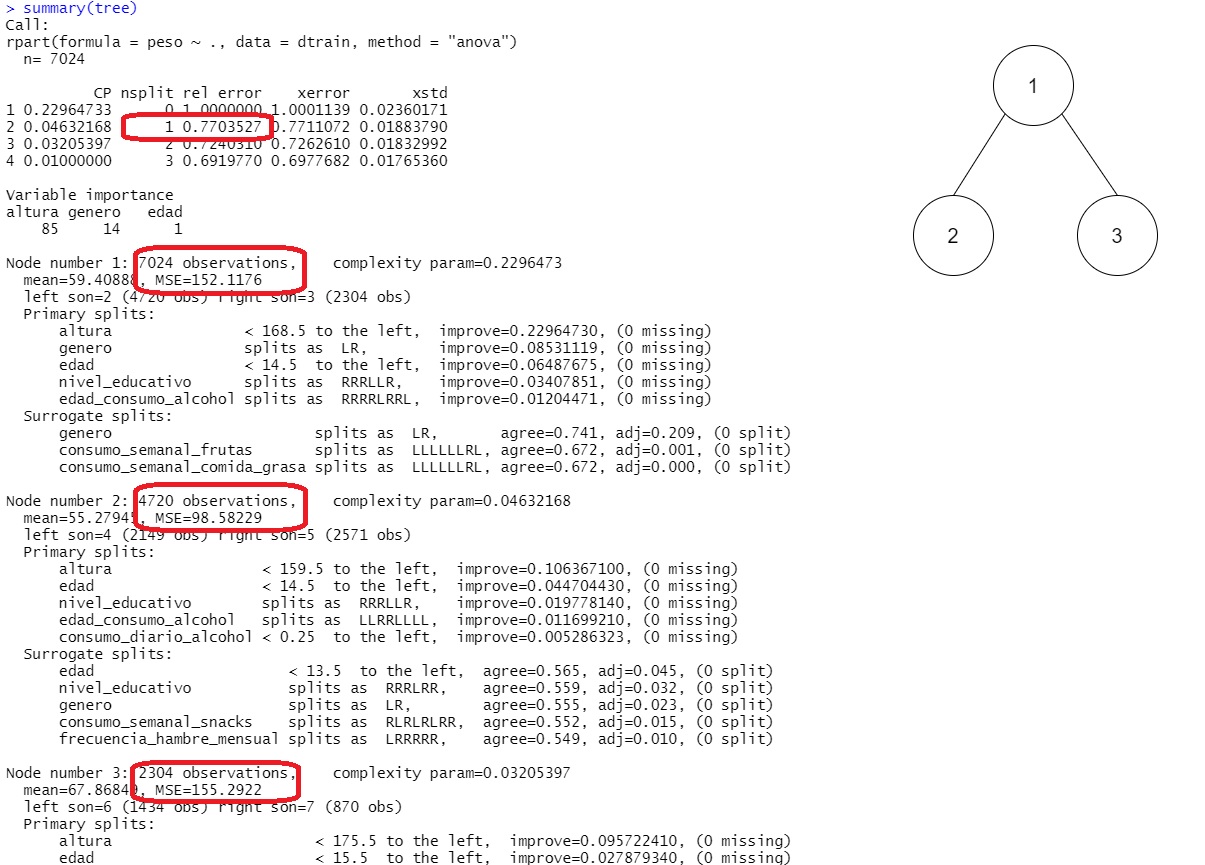 > summary(tree)
Call:
rpart(formula = peso ~ ., data = dtrain, method = "anova")
  n= 7024

          CP nsplit rel error    xerror       xstd
1 0.22964733      0 1.0000000 1.0001139 0.02360171
2 0.04632168      1 0.7703527 0.7711072 0.01883790
3 0.03205397      2 0.7240310 0.7262610 0.01832992
4 0.01000000      3 0.6919770 0.6977682 0.01765360

Variable importance
altura genero   edad
    85     14      1

Node number 1: 7024 observations,    complexity param=0.2296473
  mean=59.40888, MSE=152.1176
  left son=2 (4720 obs) right son=3 (2304 obs)
  Primary splits:
      altura               < 168.5 to the left,  improve=0.22964730, (0 missing)
      genero               splits as  LR,        improve=0.08531119, (0 missing)
      edad                 < 14.5  to the left,  improve=0.06487675, (0 missing)
      nivel_educativo      splits as  RRRLLR,    improve=0.03407851, (0 missing)
      edad_consumo_alcohol splits as  RRRRLRRL,  improve=0.01204471, (0 missing)
  Surrogate splits:
      genero                       splits as  LR,       agree=0.741, adj=0.209, (0 split)
      consumo_semanal_frutas       splits as  LLLLLLRL, agree=0.672, adj=0.001, (0 split)
      consumo_semanal_comida_grasa splits as  LLLLLLRL, agree=0.672, adj=0.000, (0 split)

Node number 2: 4720 observations,    complexity param=0.04632168
  mean=55.27945, MSE=98.58229
  left son=4 (2149 obs) right son=5 (2571 obs)
  Primary splits:
      altura                 < 159.5 to the left,  improve=0.106367100, (0 missing)
      edad                   < 14.5  to the left,  improve=0.044704430, (0 missing)
      nivel_educativo        splits as  RRRLLR,    improve=0.019778140, (0 missing)
      edad_consumo_alcohol   splits as  LLRRLLLL,  improve=0.011699210, (0 missing)
      consumo_diario_alcohol < 0.25  to the left,  improve=0.005286323, (0 missing)
  Surrogate splits:
      edad                      < 13.5  to the left,  agree=0.565, adj=0.045, (0 split)
      nivel_educativo           splits as  RRRLRR,    agree=0.559, adj=0.032, (0 split)
      genero                    splits as  LR,        agree=0.555, adj=0.023, (0 split)
      consumo_semanal_snacks    splits as  RLRLRLRR,  agree=0.552, adj=0.015, (0 split)
      frecuencia_hambre_mensual splits as  LRRRRR,    agree=0.549, adj=0.010, (0 split)

Node number 3: 2304 observations,    complexity param=0.03205397
  mean=67.86849, MSE=155.2922
  left son=6 (1434 obs) right son=7 (870 obs)
  Primary splits:
      altura                       < 175.5 to the left,  improve=0.095722410, (0 missing)
      edad                         < 15.5  to the left,  improve=0.027879340, (0 missing)
1
2
3